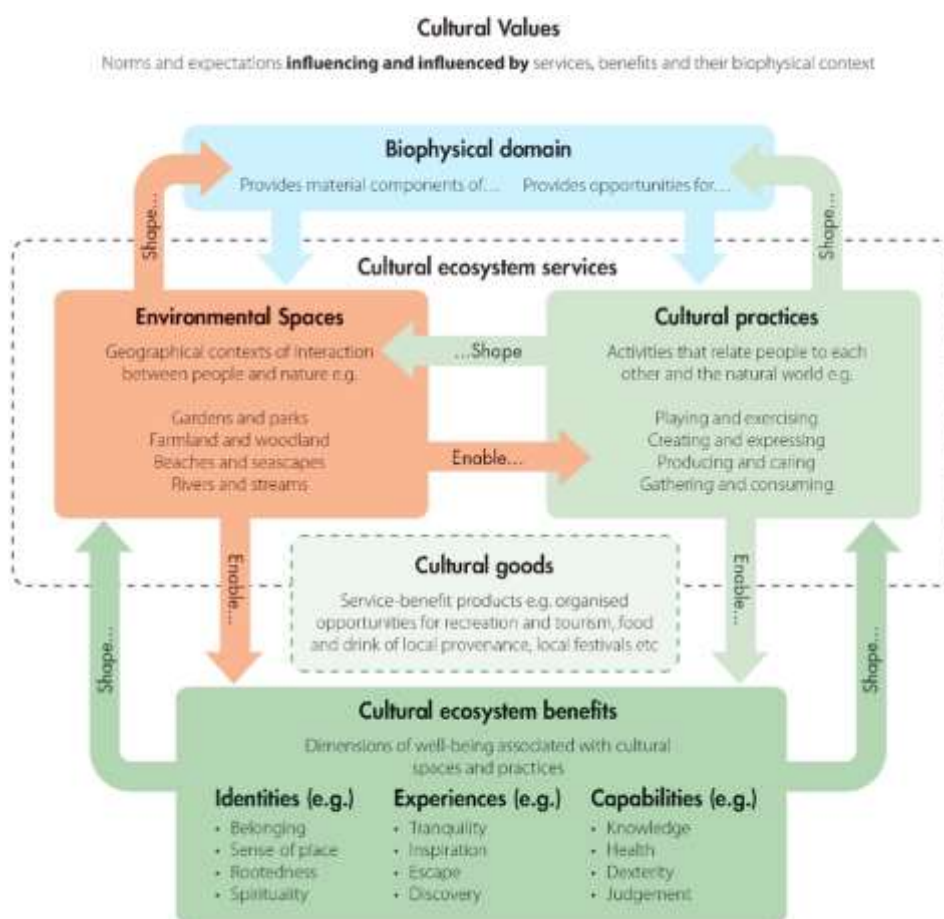 Cultural Values
Norms and expectations influencing and influenced by services, benefits and their biophysical context
Biophysical domain
Provides material components of... Provides opportunities for...
Shape...
Shape...
Cultural ecosystem services
Environmental Spaces
Geographical contexts of interaction
between people and nature e.g.
Gardens and parks
Farmland and woodland
Beaches and seascapes
Rivers and streams
...Shape
Enable...
Cultural practices
Activities that relate people to each
other and the natural world e.g.
Playing and exercising
Creating and expressing
Producing and caring
Gathering and consuming
Enable...
Enable...
Cultural goods
Service-benefit products e.g. organised
opportunities for recreation and tourism, food
and drink of local provenance, local festivals etc
Shape...
Shape...
Cultural ecosystem benefits
Dimensions of well-being associated with cultural
spaces and practices
Identities (e.g.)
• Belonging
• Sense of place
• Rootedness
• Spirituality
Experiences (e.g.)
• Tranquility
• Inspiration
• Escape
• Discovery
Capabilities (e.g.)
• Knowledge
• Health
• Dexterity
• Judgement